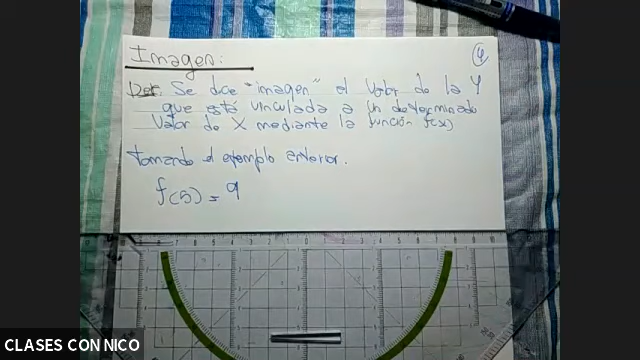 Imagen:
4
Def: Se dice "imagen" el valor de la Y
que está vinculada a un determinado
valor de X mediante la función f(x)
tomando el ejemplo anterior.
f(5) = 9
CLASES CON NICO